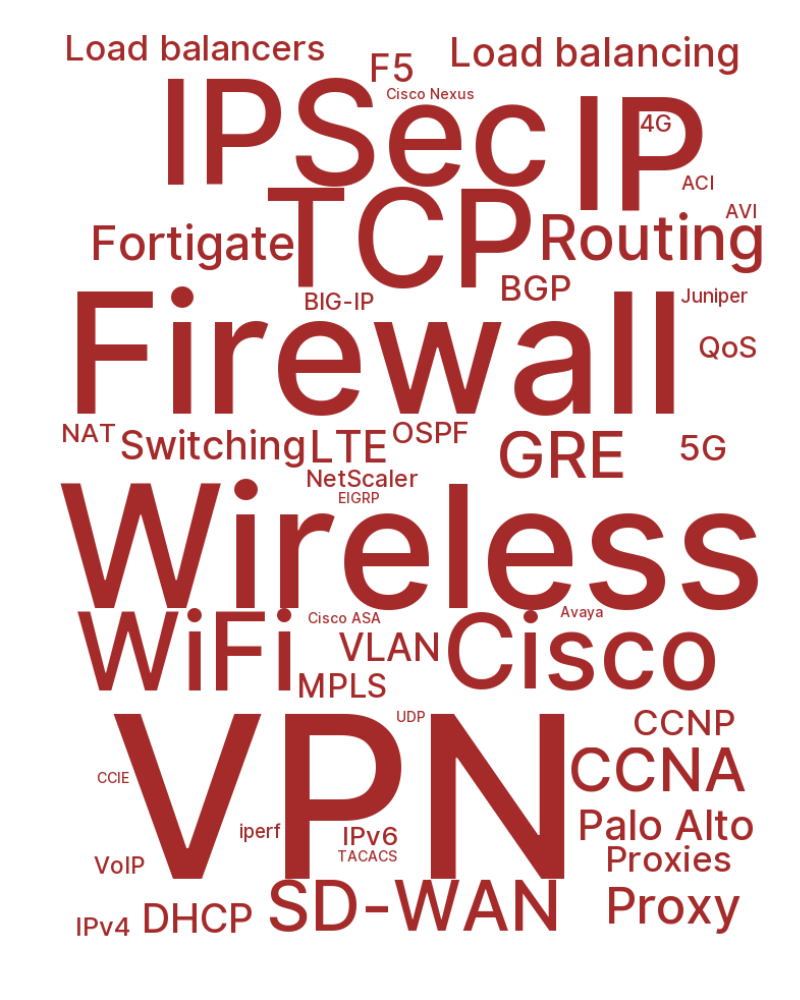 Load balancers
F5
Load balancing
Cisco Nexus
IPSec
IP
4G
ACI
TCP
AVI
Fortigate
Routing
BGP
BIG-IP
Juniper
Firewall
QoS
NAT
Switching
LTE
OSPF
GRE
5G
NetScaler
EIGRP
Wireless
WiFi
Cisco ASA
Avaya
VLAN
Cisco
MPLS
UDP
CCNP
VPN
CCIE
CCNA
iperf
IPv6
Palo Alto
TACACS
VoIP
Proxies
IPv4
DHCP
SD-WAN
Proxy